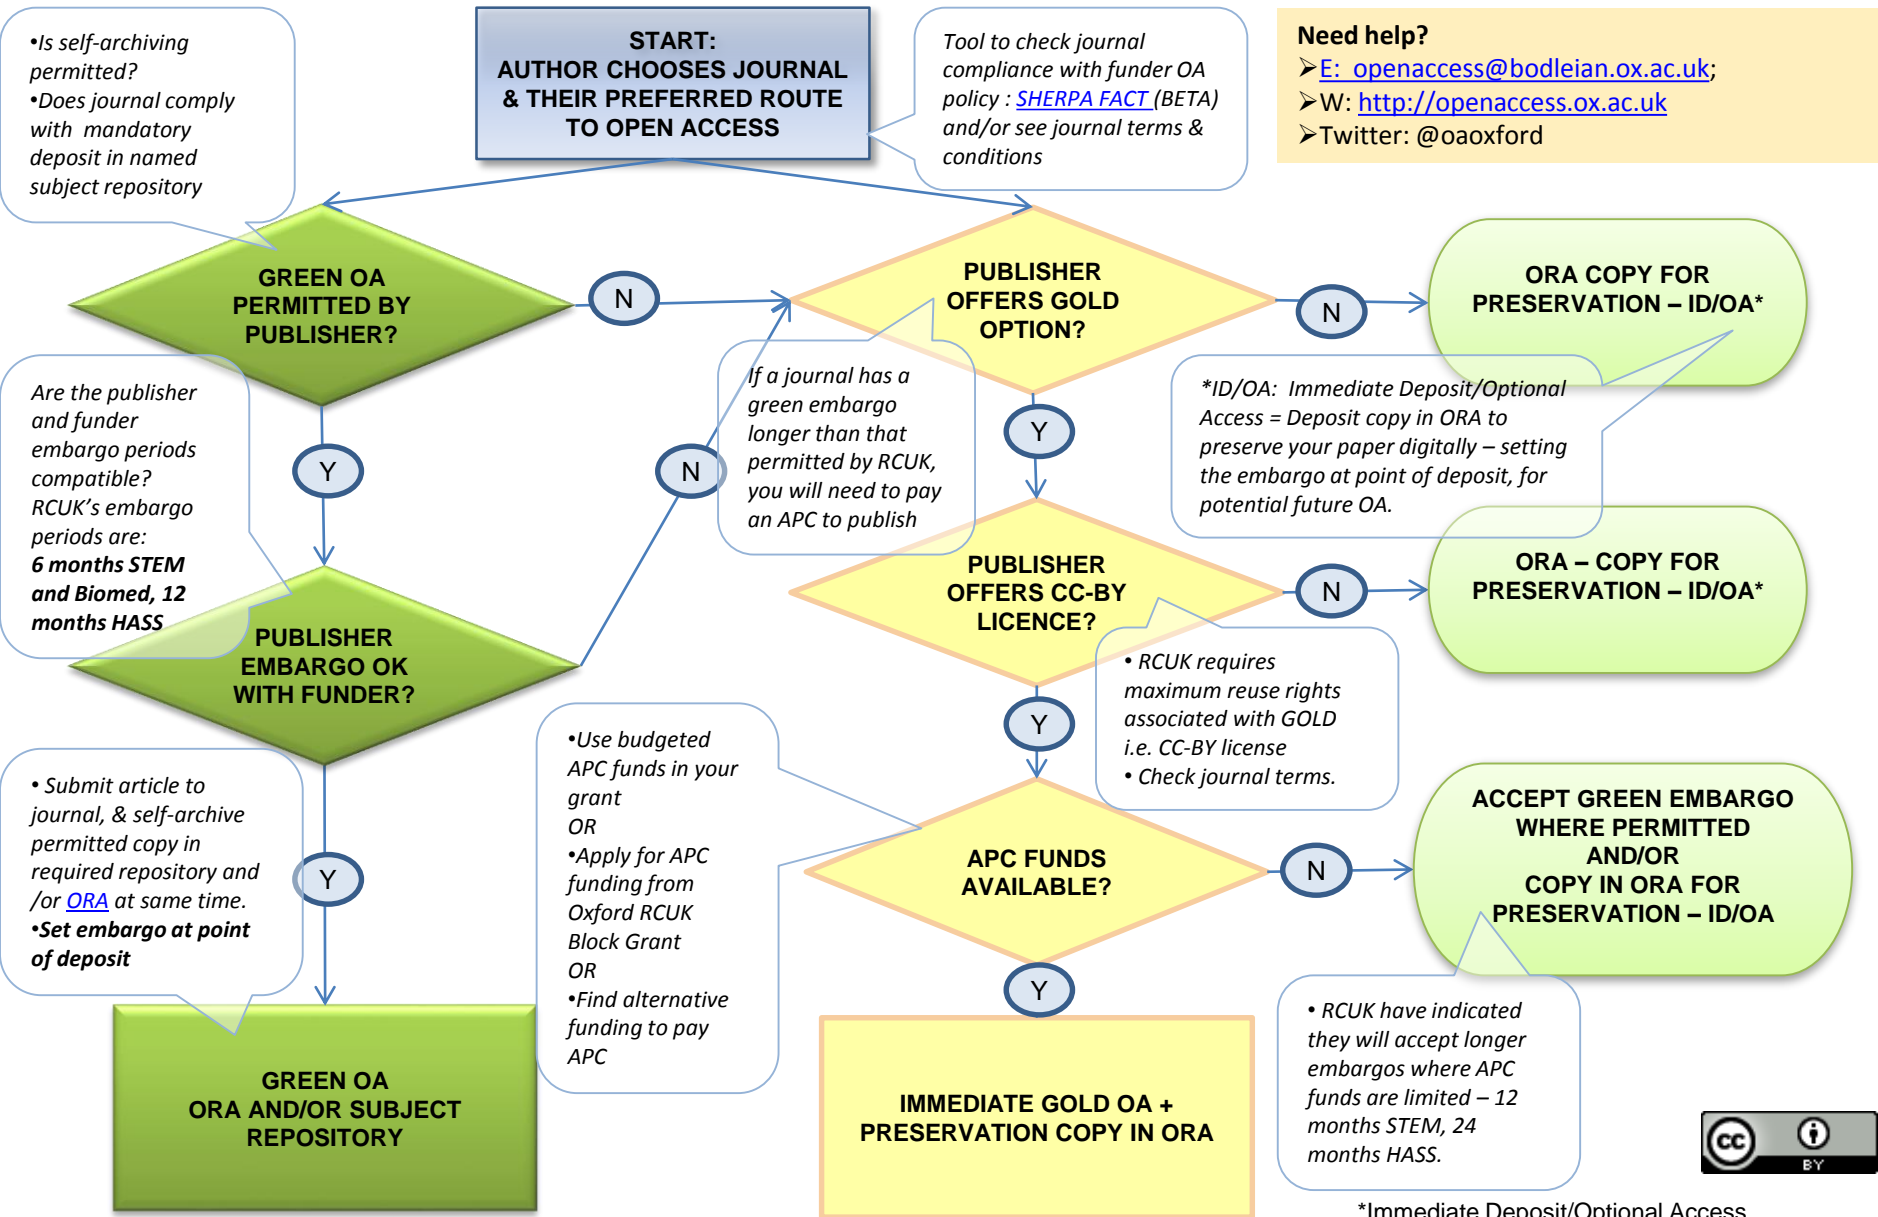 •Is self-archiving
permitted?
•Does journal comply
with mandatory
deposit in named
subject repository
START:
AUTHOR CHOOSES JOURNAL
& THEIR PREFERRED ROUTE
TO OPEN ACCESS
Tool to check journal
compliance with funder OA
policy : SHERPA FACT (BETA)
and/or see journal terms &
conditions
Need help?
➢E: openaccess@bodleian.ox.ac.uk;
➢W: http://openaccess.ox.ac.uk
➢Twitter: @oaoxford
GREEN OA
PERMITTED BY
PUBLISHER?
N
PUBLISHER
OFFERS GOLD
OPTION?
N
ORA COPY FOR
PRESERVATION – ID/OA*
Are the publisher
and funder
embargo periods
compatible?
RCUK's embargo
periods are:
6 months STEM
and Biomed, 12
months HASS
Y
N
If a journal has a
green embargo
longer than that
permitted by RCUK,
you will need to pay
an APC to publish
Y
*ID/OA: Immediate Deposit/Optional
Access = Deposit copy in ORA to
preserve your paper digitally – setting
the embargo at point of deposit, for
potential future OA.
PUBLISHER
EMBARGO OK
WITH FUNDER?
PUBLISHER
OFFERS CC-BY
LICENCE?
N
ORA – COPY FOR
PRESERVATION – ID/OA*
• RCUK requires
maximum reuse rights
associated with GOLD
i.e. CC-BY license
• Check journal terms.
Y
• Submit article to
journal, & self-archive
permitted copy in
required repository and
/or ORA at same time.
•Set embargo at point
of deposit
Y
•Use budgeted
APC funds in your
grant
OR
•Apply for APC
funding from
Oxford RCUK
Block Grant
OR
•Find alternative
funding to pay
APC
APC FUNDS
AVAILABLE?
N
ACCEPT GREEN EMBARGO
WHERE PERMITTED
AND/OR
COPY IN ORA FOR
PRESERVATION – ID/OA
Y
• RCUK have indicated
they will accept longer
embargos where APC
funds are limited – 12
months STEM, 24
months HASS.
GREEN OA
ORA AND/OR SUBJECT
REPOSITORY
IMMEDIATE GOLD OA +
PRESERVATION COPY IN ORA
cc
BY
*Immediate Deposit/Optional Access